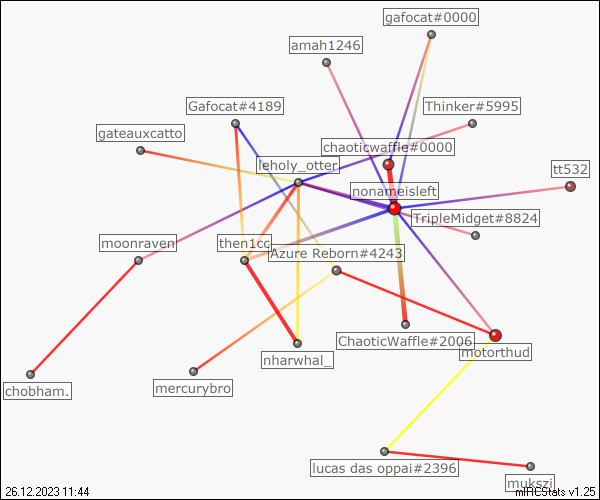 gafocat#0000
amah1246
Gafocat#4189
Thinker#5995
gateauxcatto
chaoticwaffle#0000
leholy_otter
tt532
nonameisleft
TripleMidget#8824
moonraven
then1cc
Azure Reborn#4243
ChaoticWaffle#2006
motorthud
nharwhal_
chobham.
mercurybro
lucas das oppai#2396
mukszi
26.12.2023 11:44
mIRCStats v1.25